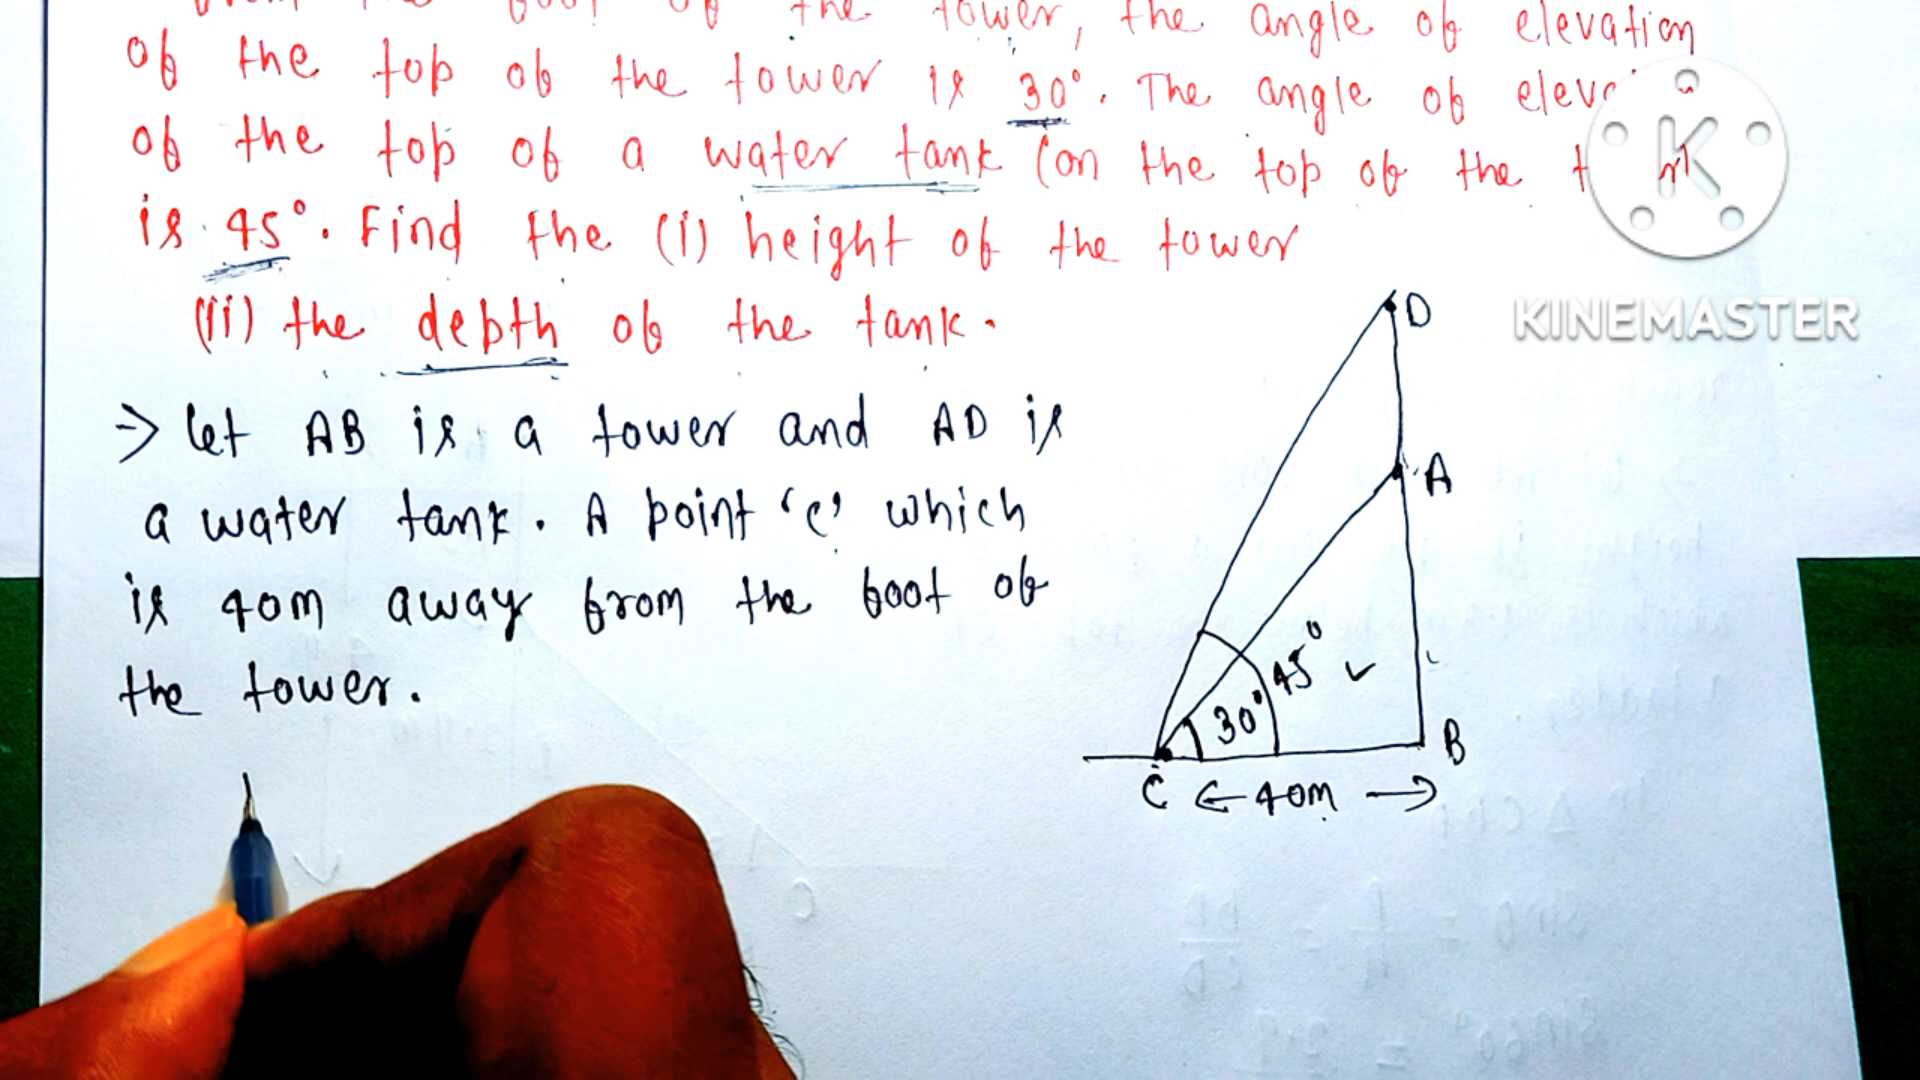 the tower, the angle of elevation
of the top of the tower is 30°. The angle of
of the top of a water tank (on the top of the
is 45°. Find the (i) height of the tower
(ii) the depth of the tank.
KINEMASTER
→ let AB is a tower and AD is
a water tank. A point 'c' which
is 40m away from the foot of
the tower.
D
A
45°
30°
B
C ← 40m →